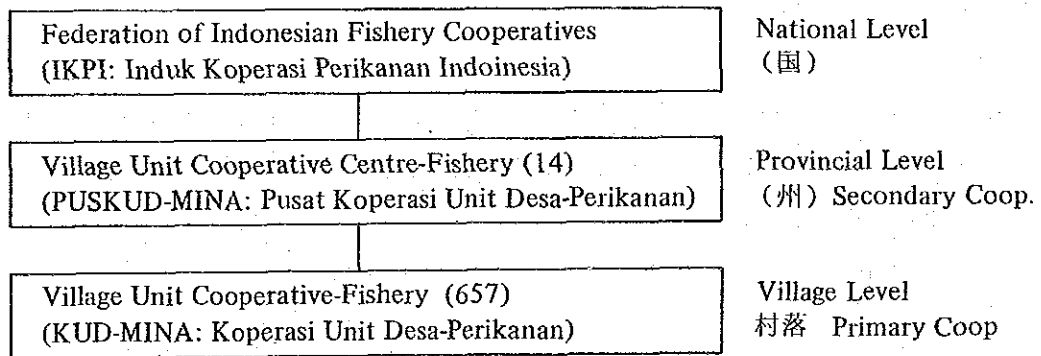 Federation of Indonesian Fishery Cooperatives
(IKPI: Induk Koperasi Perikanan Indoinesia)
National Level
(国)
Village Unit Cooperative Centre-Fishery (14)
(PUSKUD-MINA: Pusat Koperasi Unit Desa-Perikanan)
Provincial Level
(州) Secondary Coop.
Village Unit Cooperative-Fishery (657)
(KUD-MINA: Koperasi Unit Desa-Perikanan)
Village Level
村落 Primary Coop